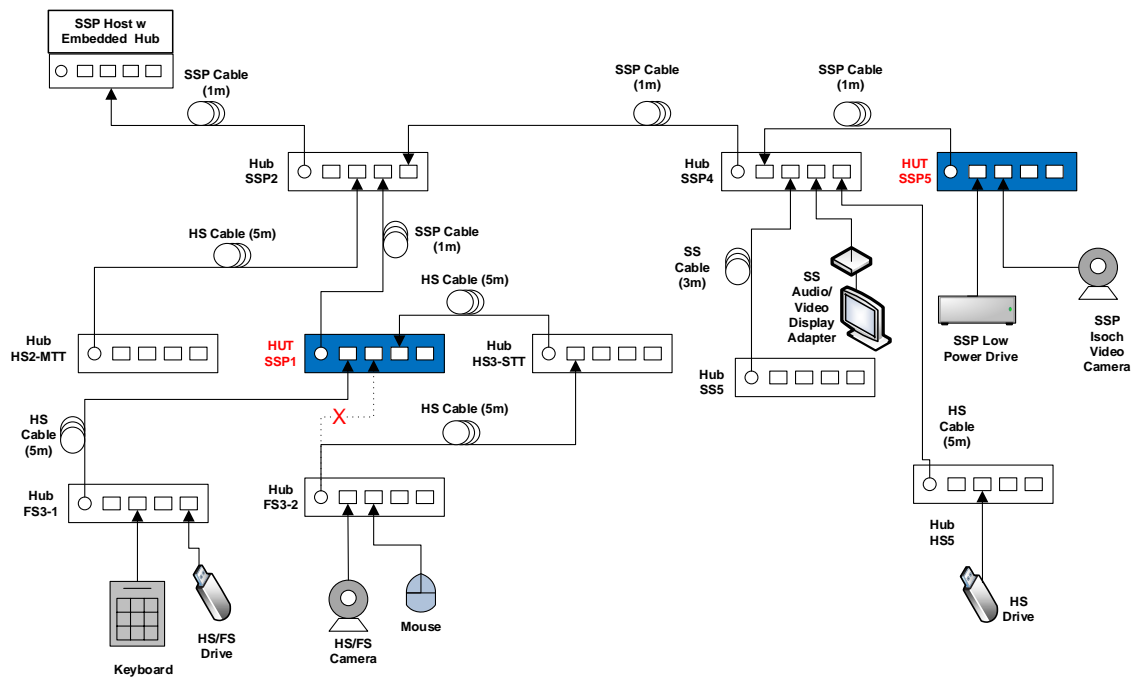 SSP Host w
Embedded Hub
SSP Cable
(1m)
SSP Cable
(1m)
SSP Cable
(1m)
Hub
SSP2
Hub
SSP4
HUT
SSP5
HS Cable (5m)
SSP Cable
(1m)
HS Cable (5m)
SS
Cable
(3m)
SS
Audio/
Video
Display
Adapter
SSP Low
Power Drive
SSP
Isoch
Video
Camera
Hub
HS2-MTT
HUT
SSP1
Hub
HS3-STT
Hub
SS5
HS
Cable
(5m)
X
HS Cable (5m)
HS
Cable
(5m)
Hub
FS3-1
Hub
FS3-2
Hub
HS5
Keyboard
HS/FS
Drive
HS/FS
Camera
Mouse
HS
Drive